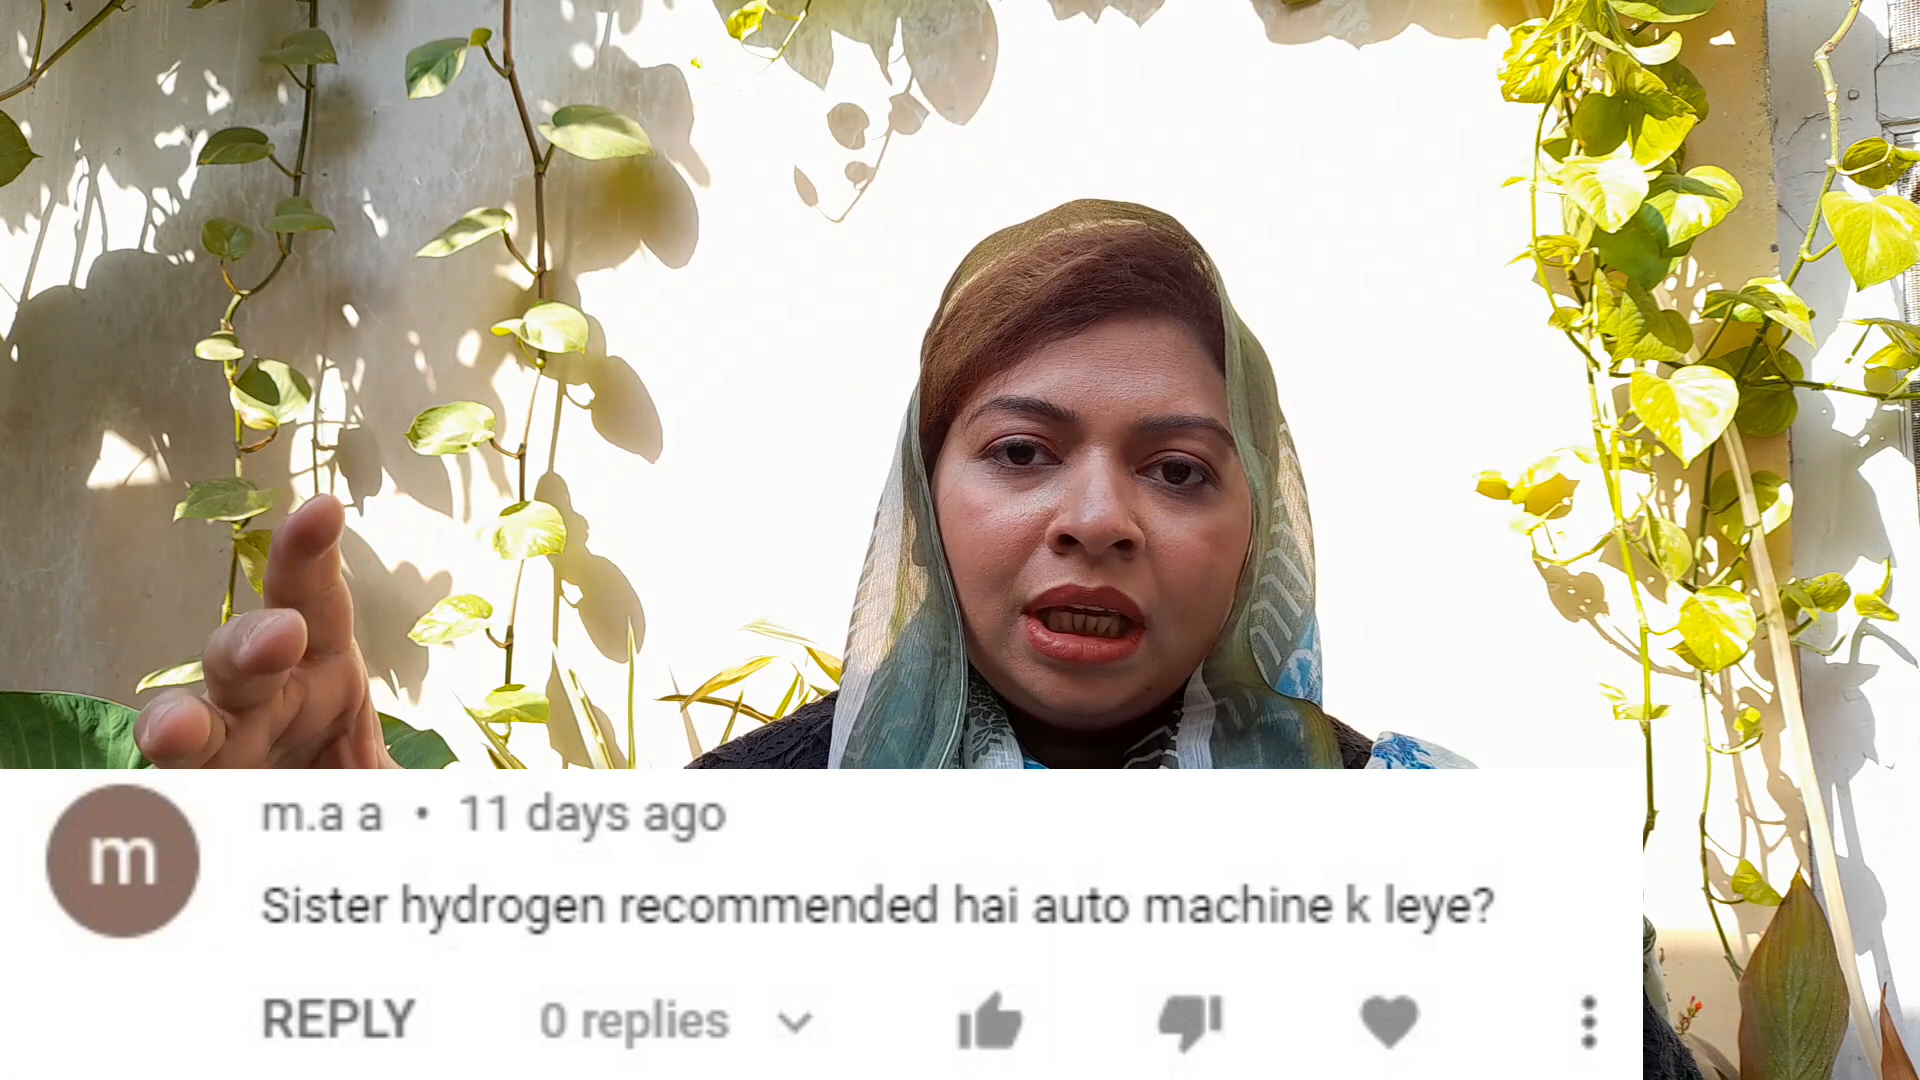 m
m.a a • 11 days ago
Sister hydrogen recommended hai auto machine k leye?
REPLY 0 replies